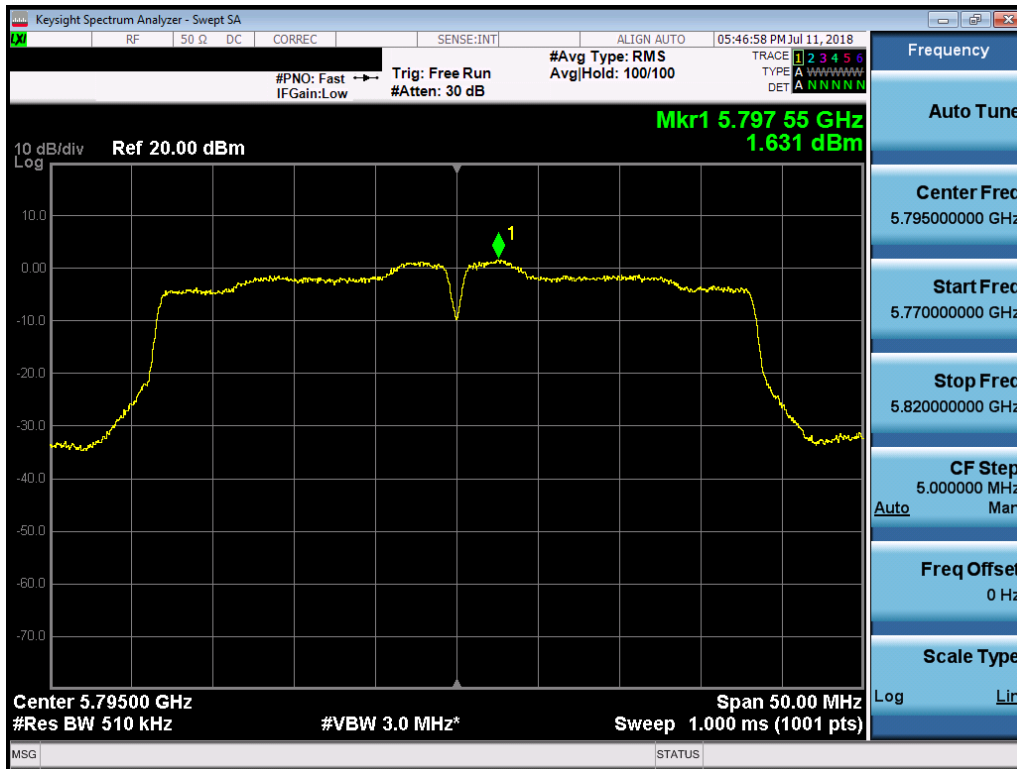 Keysight Spectrum Analyzer - Swept SA
LXI RF 50 Ω DC CORREC SENSE:INT ALIGN AUTO 05:46:58 PM Jul 11, 2018
#PNO: Fast
IFGain:Low
Trig: Free Run
#Atten: 30 dB
#Avg Type: RMS
Avg|Hold: 100/100
TRACE 1 2 3 4 5 6
TYPE A WWWWW
DET A N N N N N
Mkr1 5.797 55 GHz
1.631 dBm
10 dB/div Ref 20.00 dBm
Log
10.0
0.00
-10.0
-20.0
-30.0
-40.0
-50.0
-60.0
-70.0
1
Center 5.79500 GHz Span 50.00 MHz
#Res BW 510 kHz #VBW 3.0 MHz* Sweep 1.000 ms (1001 pts)
MSG STATUS
Frequency
Auto Tune
Center Freq
5.795000000 GHz
Start Freq
5.770000000 GHz
Stop Freq
5.820000000 GHz
CF Step
5.000000 MHz
Auto Man
Freq Offset
0 Hz
Scale Type
Log Lin